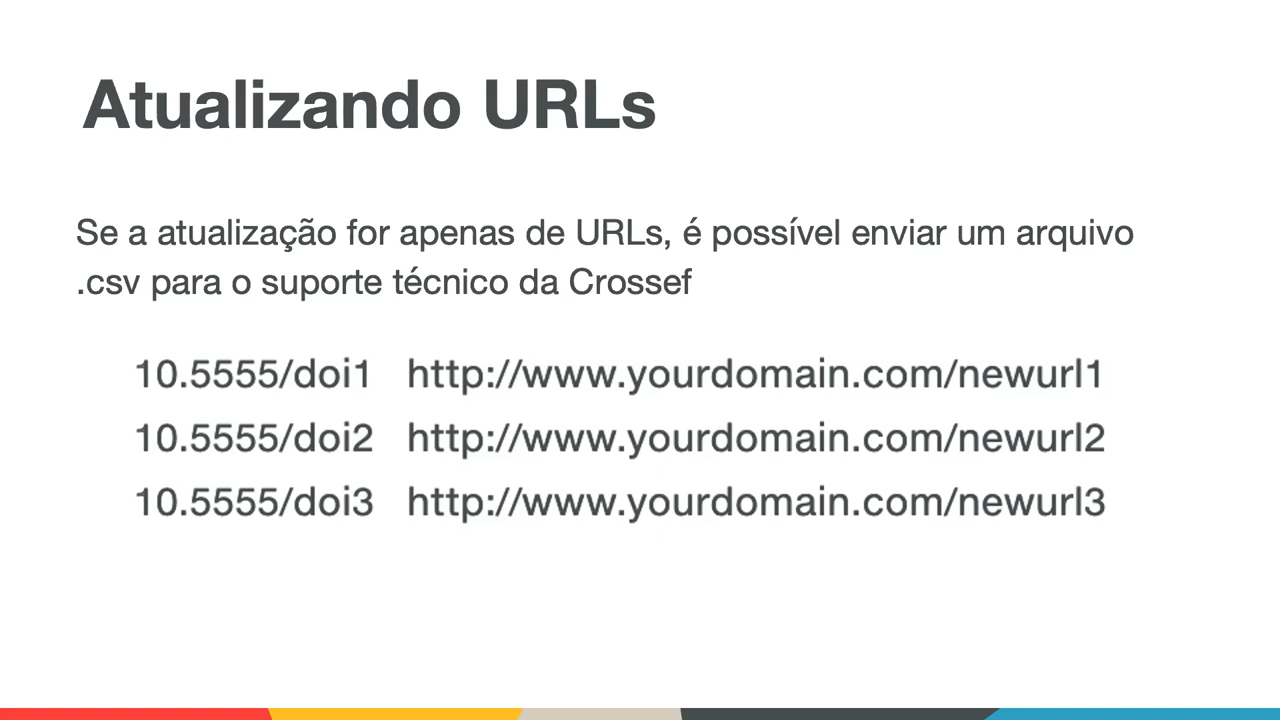 Atualizando URLs
Se a atualização for apenas de URLs, é possível enviar um arquivo
.csv para o suporte técnico da Crossef
10.5555/doi1 http://www.yourdomain.com/newurl1
10.5555/doi2 http://www.yourdomain.com/newurl2
10.5555/doi3 http://www.yourdomain.com/newurl3